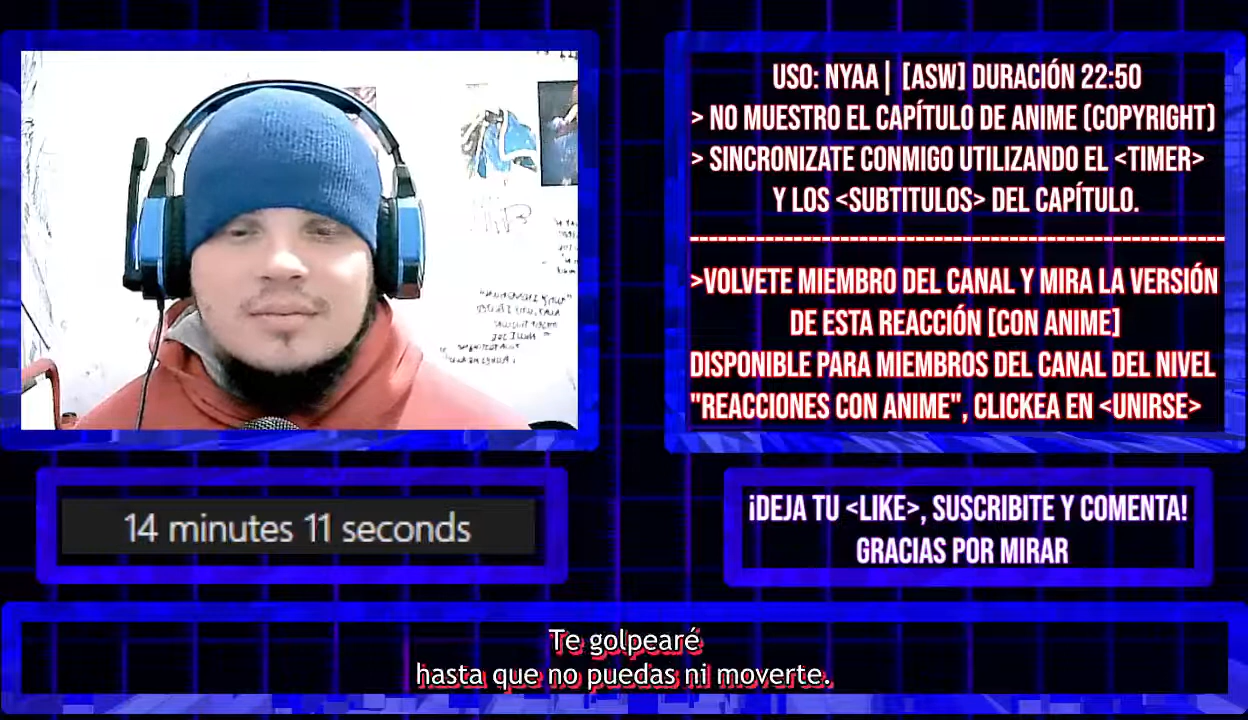 USO: NYAA| [ASW] DURACIÓN 22:50
> NO MUESTRO EL CAPÍTULO DE ANIME (COPYRIGHT)
> SINCRONIZATE CONMIGO UTILIZANDO EL <TIMER>
Y LOS <SUBTITULOS> DEL CAPÍTULO.
--------------------------------------------------------
>VOLVETE MIEMBRO DEL CANAL Y MIRA LA VERSIÓN
DE ESTA REACCIÓN [CON ANIME]
DISPONIBLE PARA MIEMBROS DEL CANAL DEL NIVEL
"REACCIONES CON ANIME", CLICKEA EN <UNIRSE>
14 minutes 11 seconds
¡DEJA TU <LIKE>, SUSCRIBITE Y COMENTA!
GRACIAS POR MIRAR
Te golpearé
hasta que no puedas ni moverte.